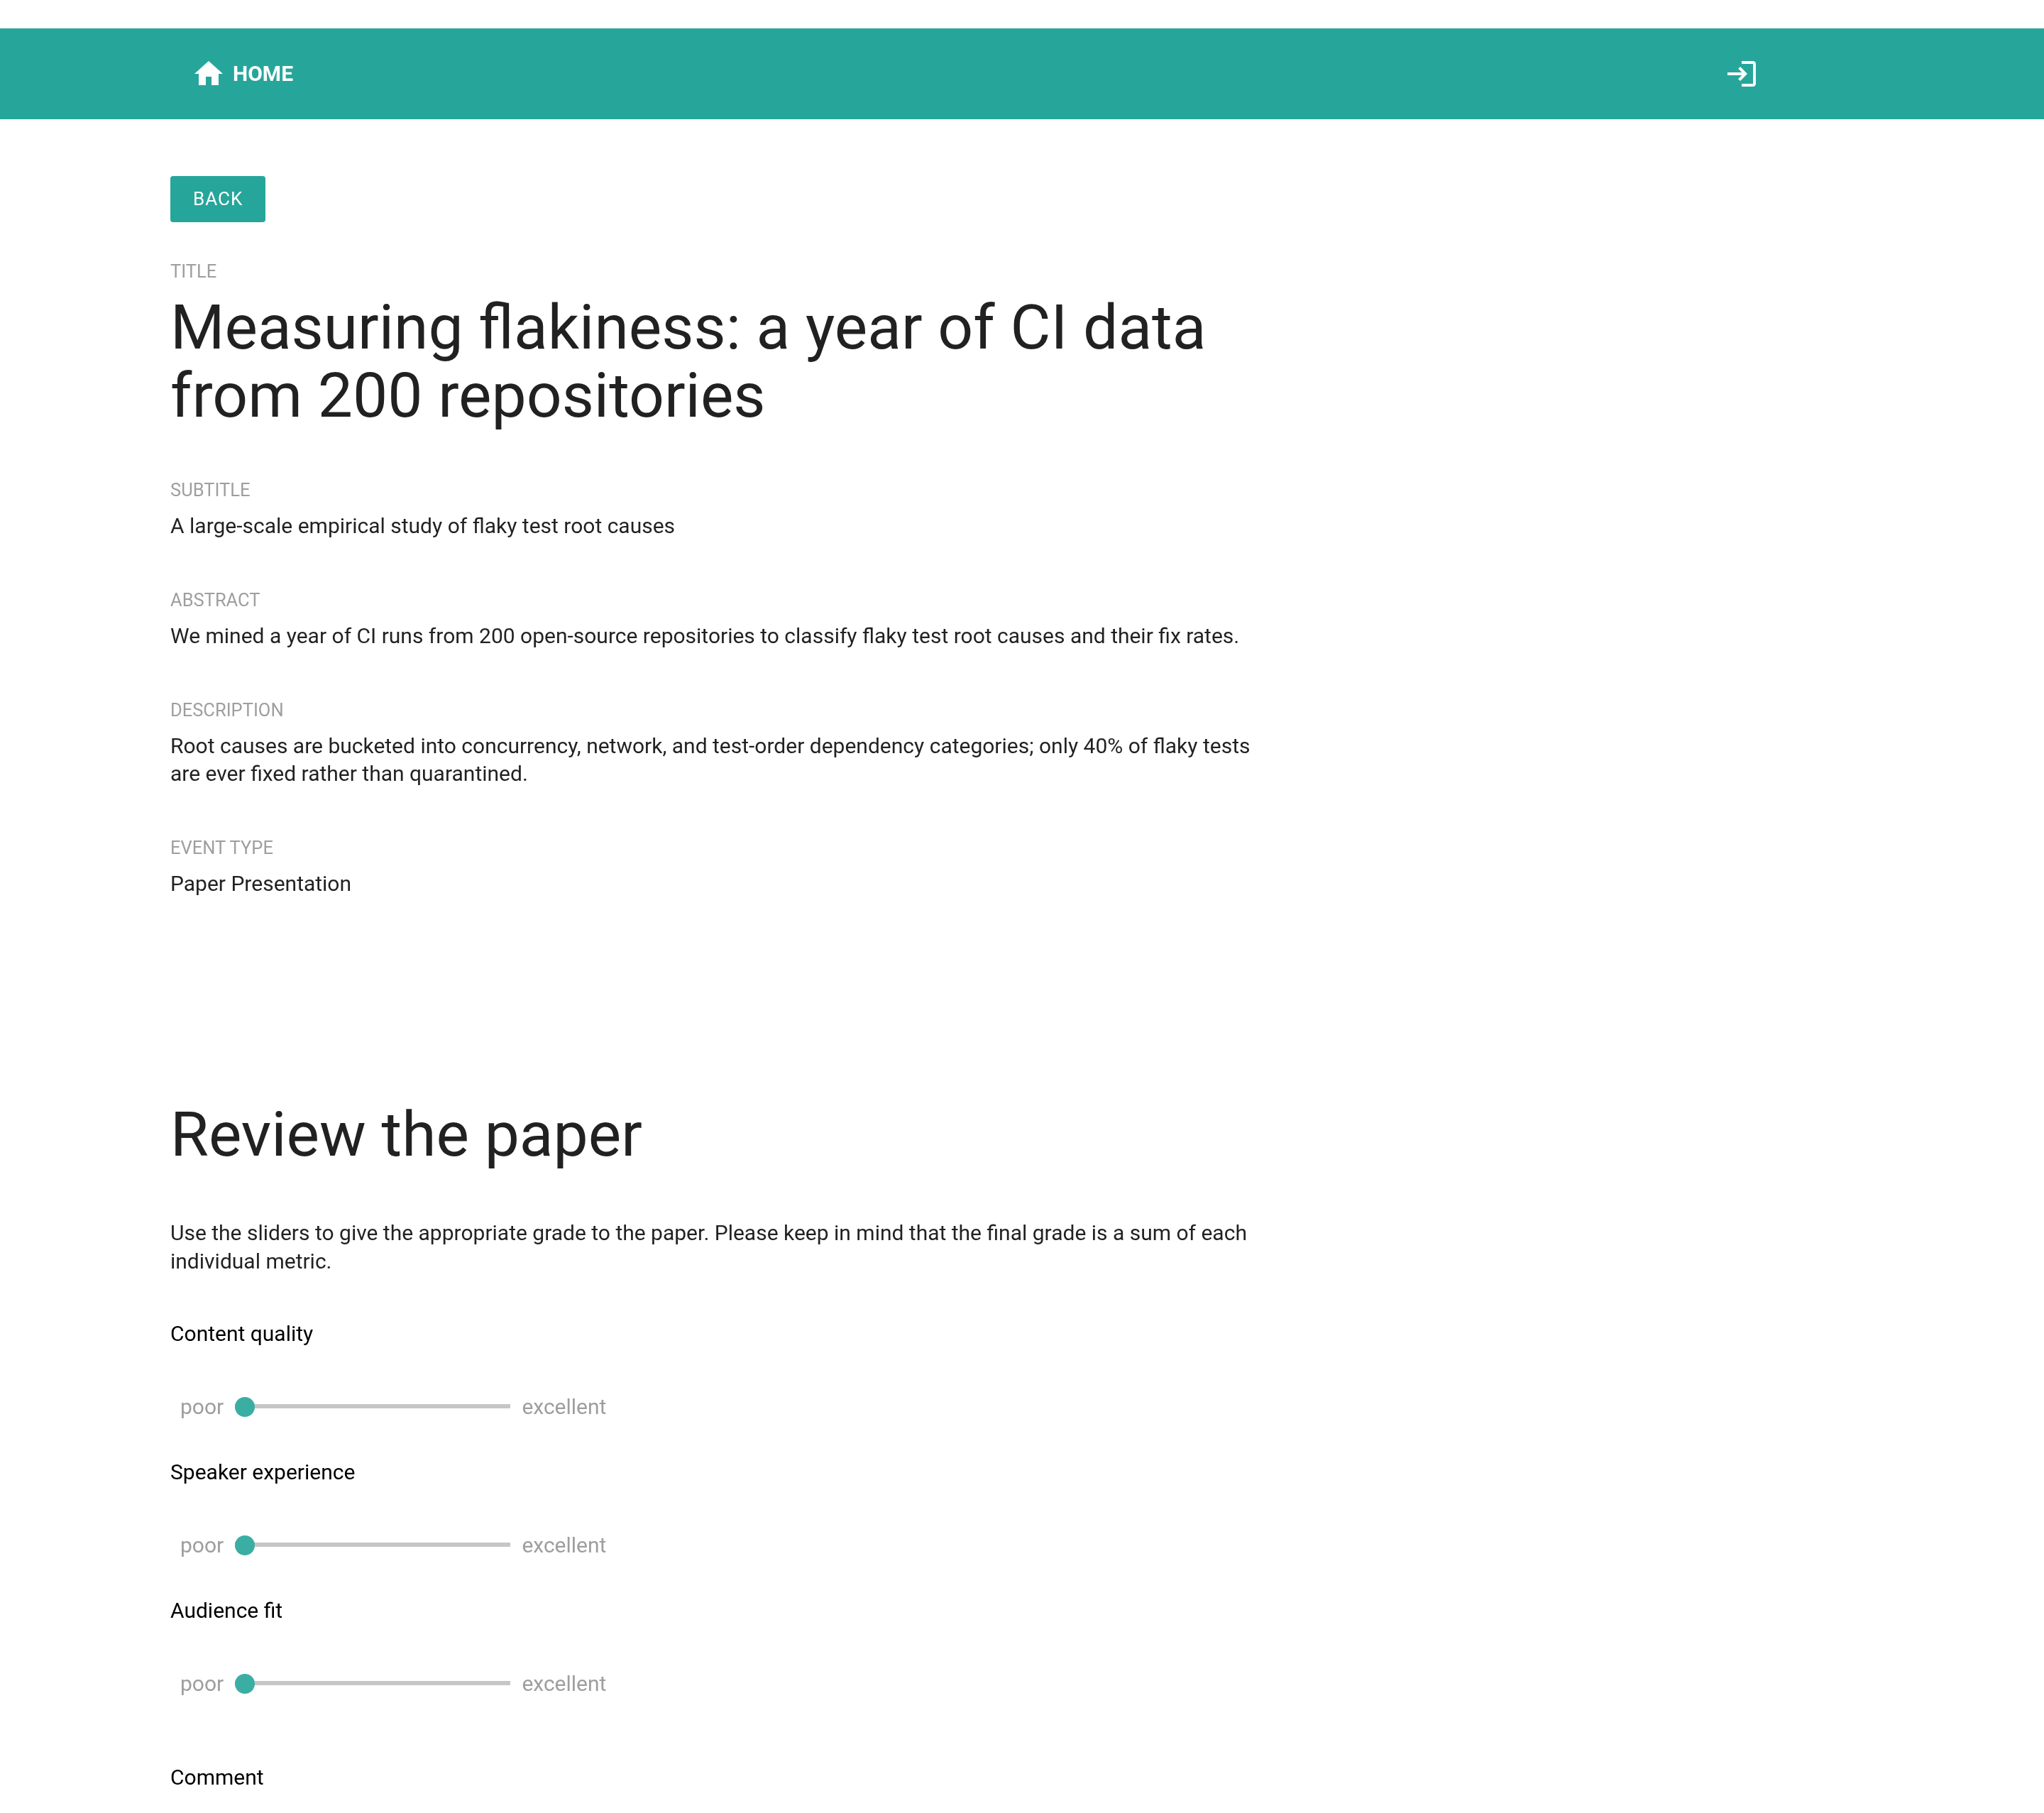 HOME
BACK
TITLE
Measuring flakiness: a year of CI data
from 200 repositories
SUBTITLE
A large-scale empirical study of flaky test root causes
ABSTRACT
We mined a year of CI runs from 200 open-source repositories to classify flaky test root causes and their fix rates.
DESCRIPTION
Root causes are bucketed into concurrency, network, and test-order dependency categories; only 40% of flaky tests
are ever fixed rather than quarantined.
EVENT TYPE
Paper Presentation
Review the paper
Use the sliders to give the appropriate grade to the paper. Please keep in mind that the final grade is a sum of each
individual metric.
Content quality
poor excellent
Speaker experience
poor excellent
Audience fit
poor excellent
Comment